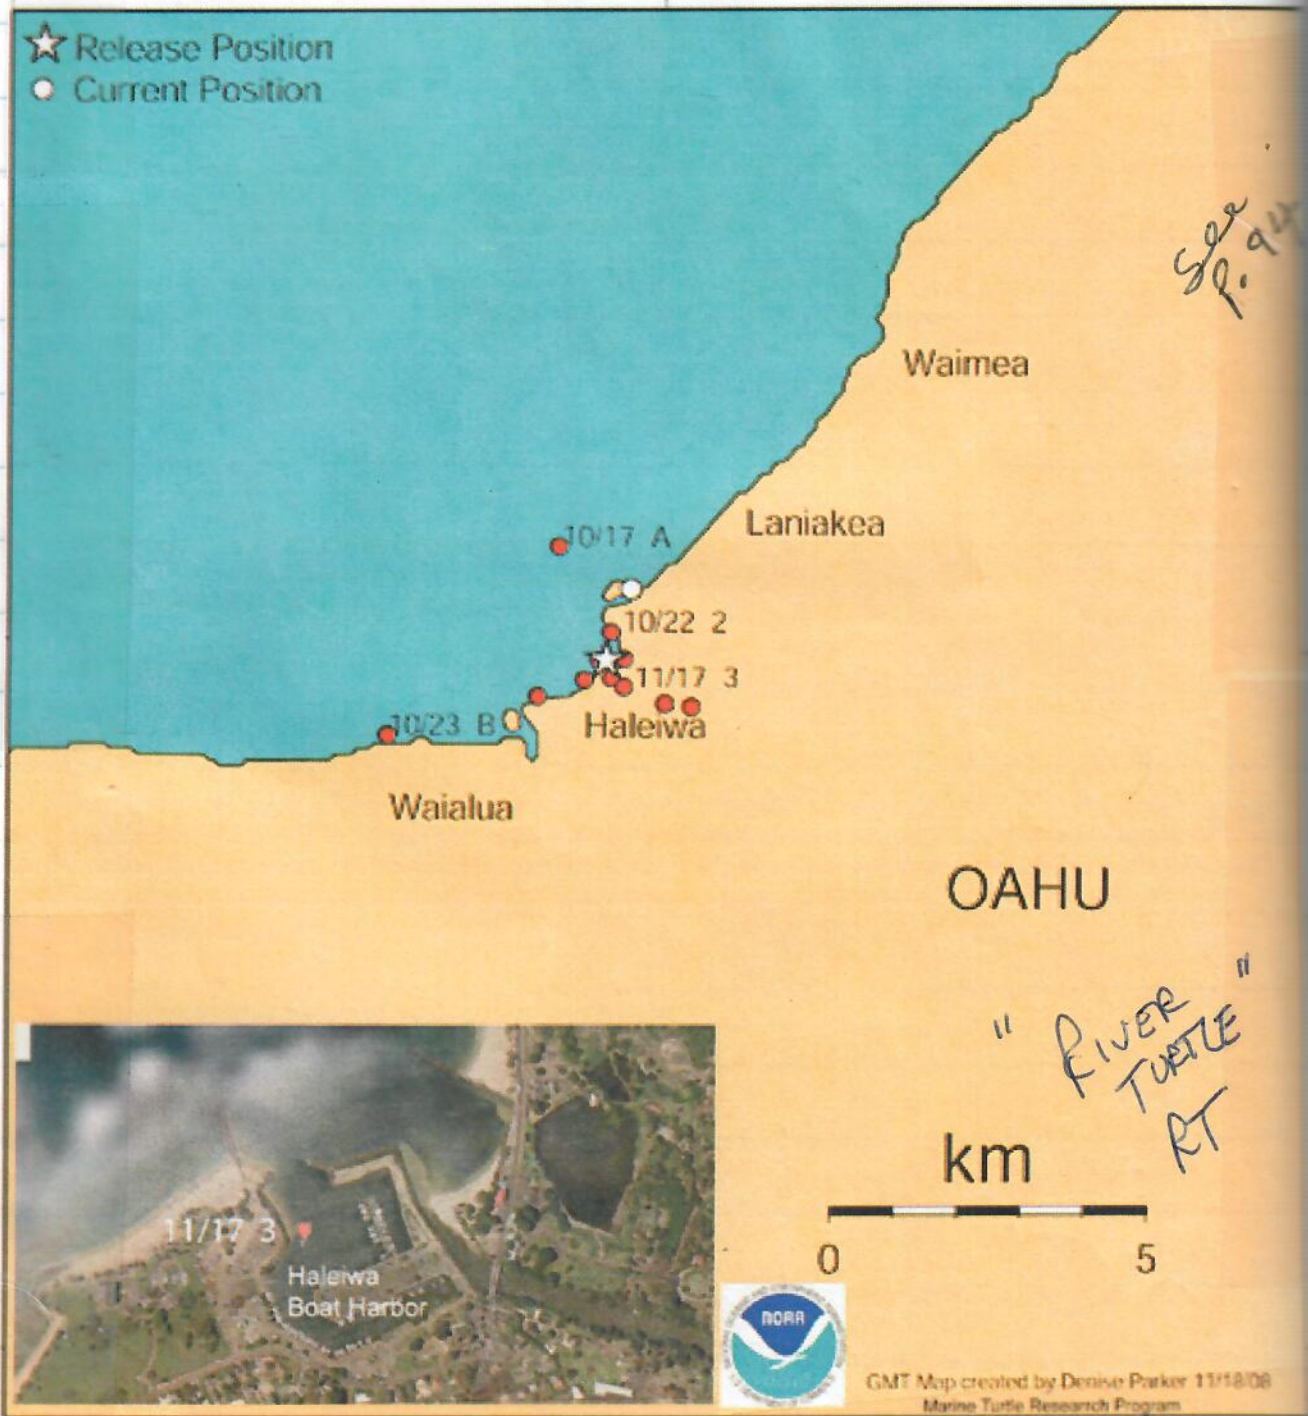 Release Position
Current Position
See
p. 94
Waimea
Laniakea
10/17 A
10/22 2
11/17 3
Haleiwa
10/23 B
Waialua
OAHU
" RIVER
TURTLE "
RT
km
0 5
11/17 3
Haleiwa
Boat Harbor
NOAA
GMT Map created by Denise Parker 11/18/08
Marine Turtle Research Program